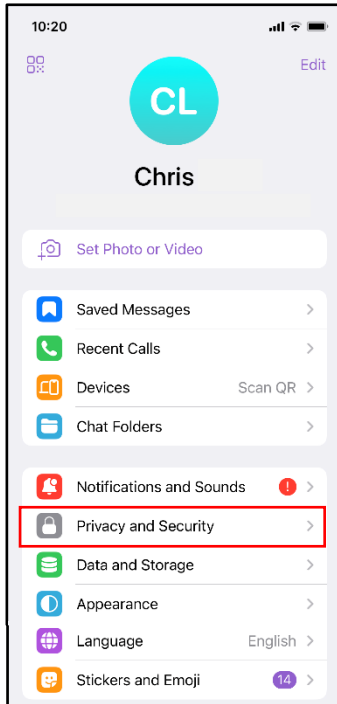 10:20
Edit
CL
Chris
Set Photo or Video
Saved Messages
Recent Calls
Devices Scan QR
Chat Folders
Notifications and Sounds !
Privacy and Security
Data and Storage
Appearance
Language English
Stickers and Emoji 14